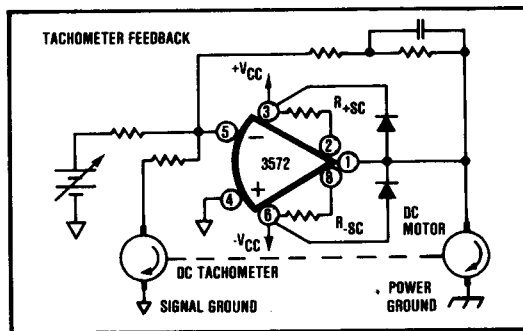 TACHOMETER FEEDBACK
+VCC
R+SC
3
5
−
2
3572
1
4
+
8
6
R-SC
-VCC
DC
MOTOR
DC TACHOMETER
SIGNAL GROUND
POWER
GROUND